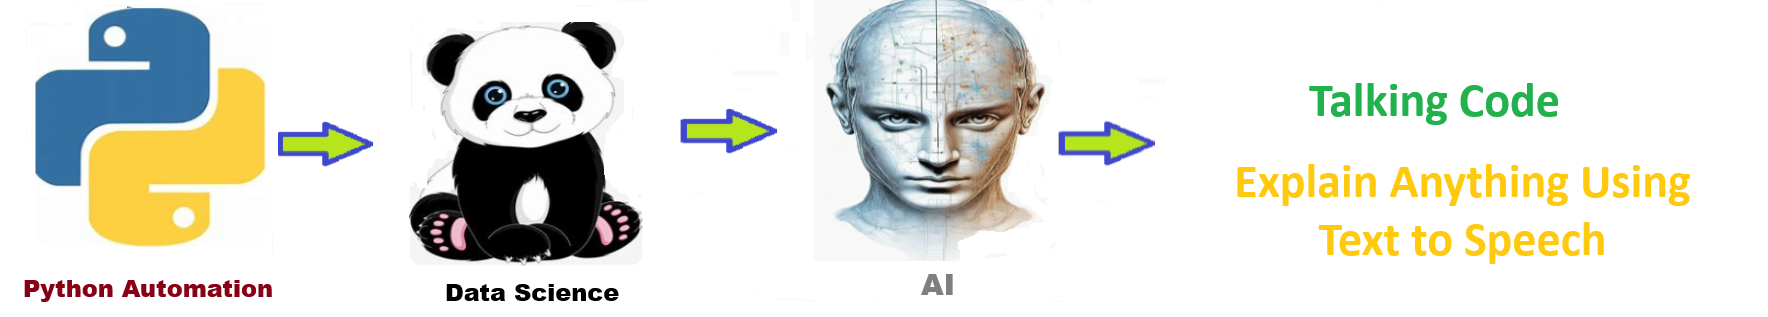 Python Automation
Data Science
AI
Talking Code
Explain Anything Using
Text to Speech